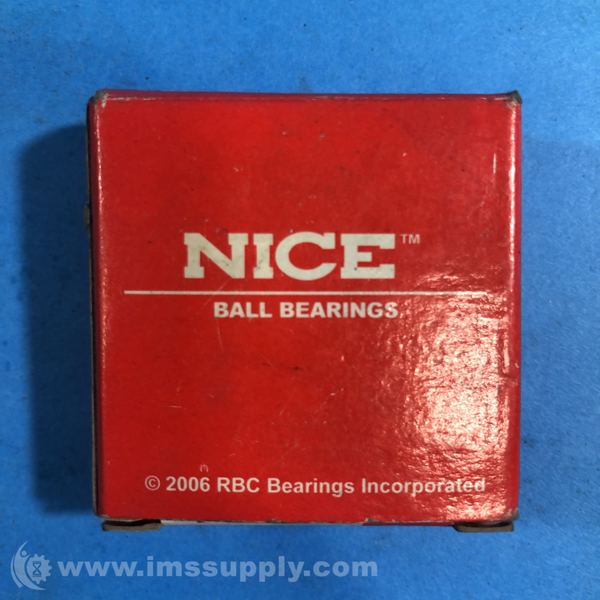 NICE™
BALL BEARINGS
© 2006 RBC Bearings Incorporated
www.imssupply.com